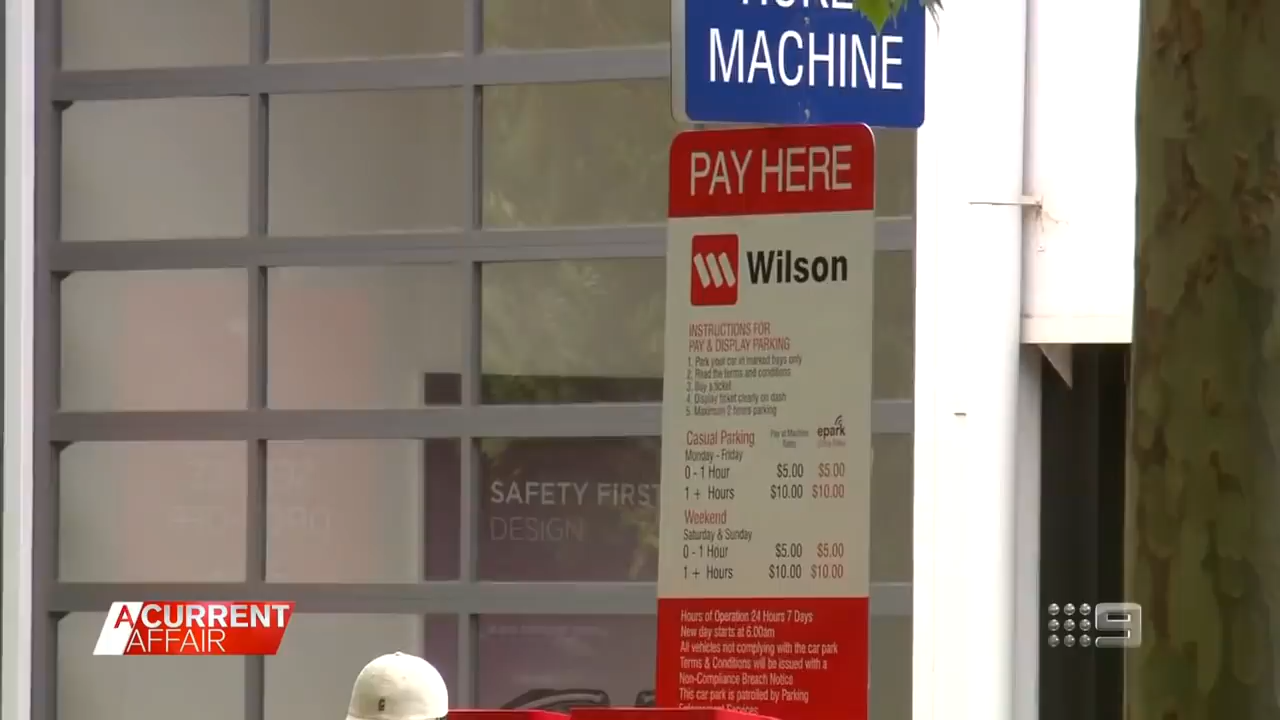 MACHINE
PAY HERE
Wilson
INSTRUCTIONS FOR
PAY & DISPLAY PARKING
1. Park your car in marked bays only
2. Read the terms and conditions
3. Buy a ticket
4. Display ticket clearly on dash
5. Maximum 2 hours parking
Casual Parking Pay at Machine epark
Rates
Monday - Friday
0 - 1 Hour $5.00 $5.00
1 + Hours $10.00 $10.00
Weekend
Saturday & Sunday
0 - 1 Hour $5.00 $5.00
1 + Hours $10.00 $10.00
Hours of Operation 24 Hours 7 Days
New day starts at 6.00am
All vehicles not complying with the car park
Terms & Conditions will be issued with a
Non-Compliance Breach Notice
This car park is patrolled by Parking
Enforcement Services
SAFETY FIRST
DESIGN
A CURRENT
AFFAIR
9